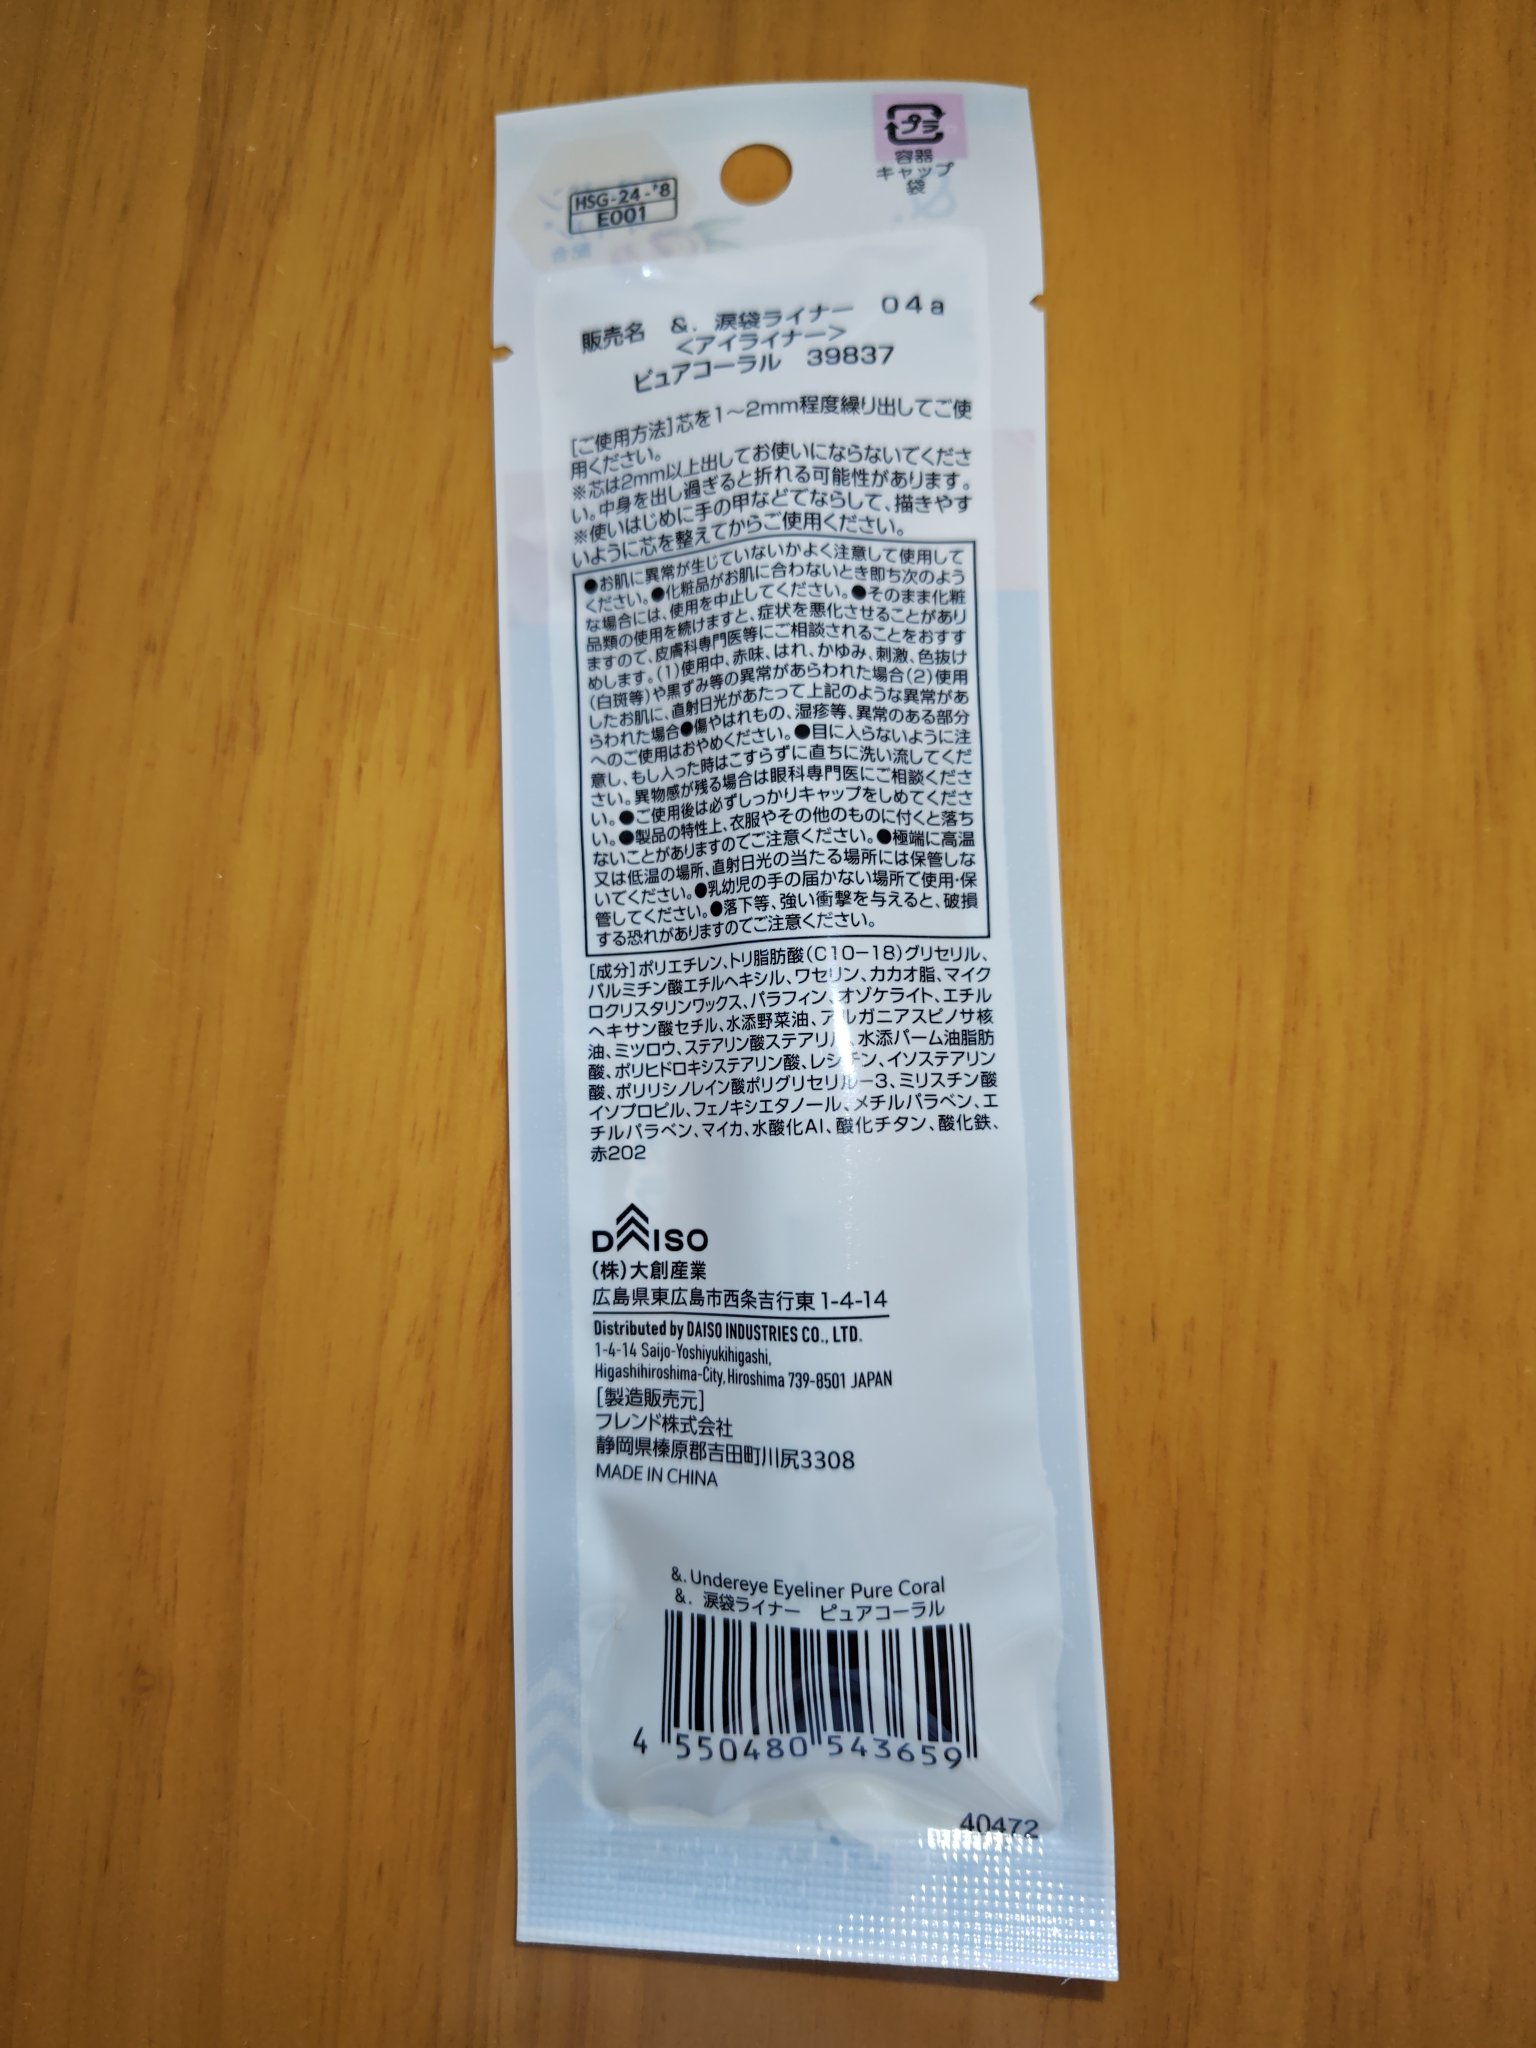 プラ
容器
キャップ
袋
HSG-24-'8
E001
販売名　&．涙袋ライナー　04a
<アイライナー>
ピュアコーラル　39837
[ご使用方法]芯を1～2mm程度繰り出してご使
用ください。
※芯は2mm以上出してお使いにならないでくださ
い。中身を出し過ぎると折れる可能性があります。
※使いはじめに手の甲などでならして、描きやす
いように芯を整えてからご使用ください。
●お肌に異常が生じていないかよく注意して使用して
ください。●化粧品がお肌に合わないとき即ち次のよう
な場合には、使用を中止してください。●そのまま化粧
品類の使用を続けますと、症状を悪化させることがあり
ますので、皮膚科専門医等にご相談されることをおすす
めします。(1)使用中、赤味、はれ、かゆみ、刺激、色抜け
(白斑等)や黒ずみ等の異常があらわれた場合(2)使用
したお肌に、直射日光があたって上記のような異常があ
らわれた場合●傷やはれもの、湿疹等、異常のある部分
へのご使用はおやめください。●目に入らないように注
意し、もし入った時はこすらずに直ちに洗い流してくだ
さい。異物感が残る場合は眼科専門医にご相談くださ
い。●ご使用後は必ずしっかりキャップをしめてくださ
い。●製品の特性上、衣服やその他のものに付くと落ち
ないことがありますのでご注意ください。●極端に高温
又は低温の場所、直射日光の当たる場所には保管しな
いでください。●乳幼児の手の届かない場所で使用・保
管してください。●落下等、強い衝撃を与えると、破損
する恐れがありますのでご注意ください。
[成分]ポリエチレン、トリ脂肪酸(C10-18)グリセリル、
パルミチン酸エチルヘキシル、ワセリン、カカオ脂、マイク
ロクリスタリンワックス、パラフィン、オゾケライト、エチル
ヘキサン酸セチル、水添野菜油、アルガニアスピノサ核
油、ミツロウ、ステアリン酸ステアリル、水添パーム油脂肪
酸、ポリヒドロキシステアリン酸、レシチン、イソステアリン
酸、ポリリシノレイン酸ポリグリセリル-3、ミリスチン酸
イソプロピル、フェノキシエタノール、メチルパラベン、エ
チルパラベン、マイカ、水酸化Al、酸化チタン、酸化鉄、
赤202
DAISO
(株)大創産業
広島県東広島市西条吉行東1-4-14
Distributed by DAISO INDUSTRIES CO., LTD.
1-4-14 Saijo-Yoshiyukihigashi,
Higashihiroshima-City, Hiroshima 739-8501 JAPAN
[製造販売元]
フレンド株式会社
静岡県榛原郡吉田町川尻3308
MADE IN CHINA
&. Undereye Eyeliner Pure Coral
&．涙袋ライナー　ピュアコーラル
4 550480 543659
40472